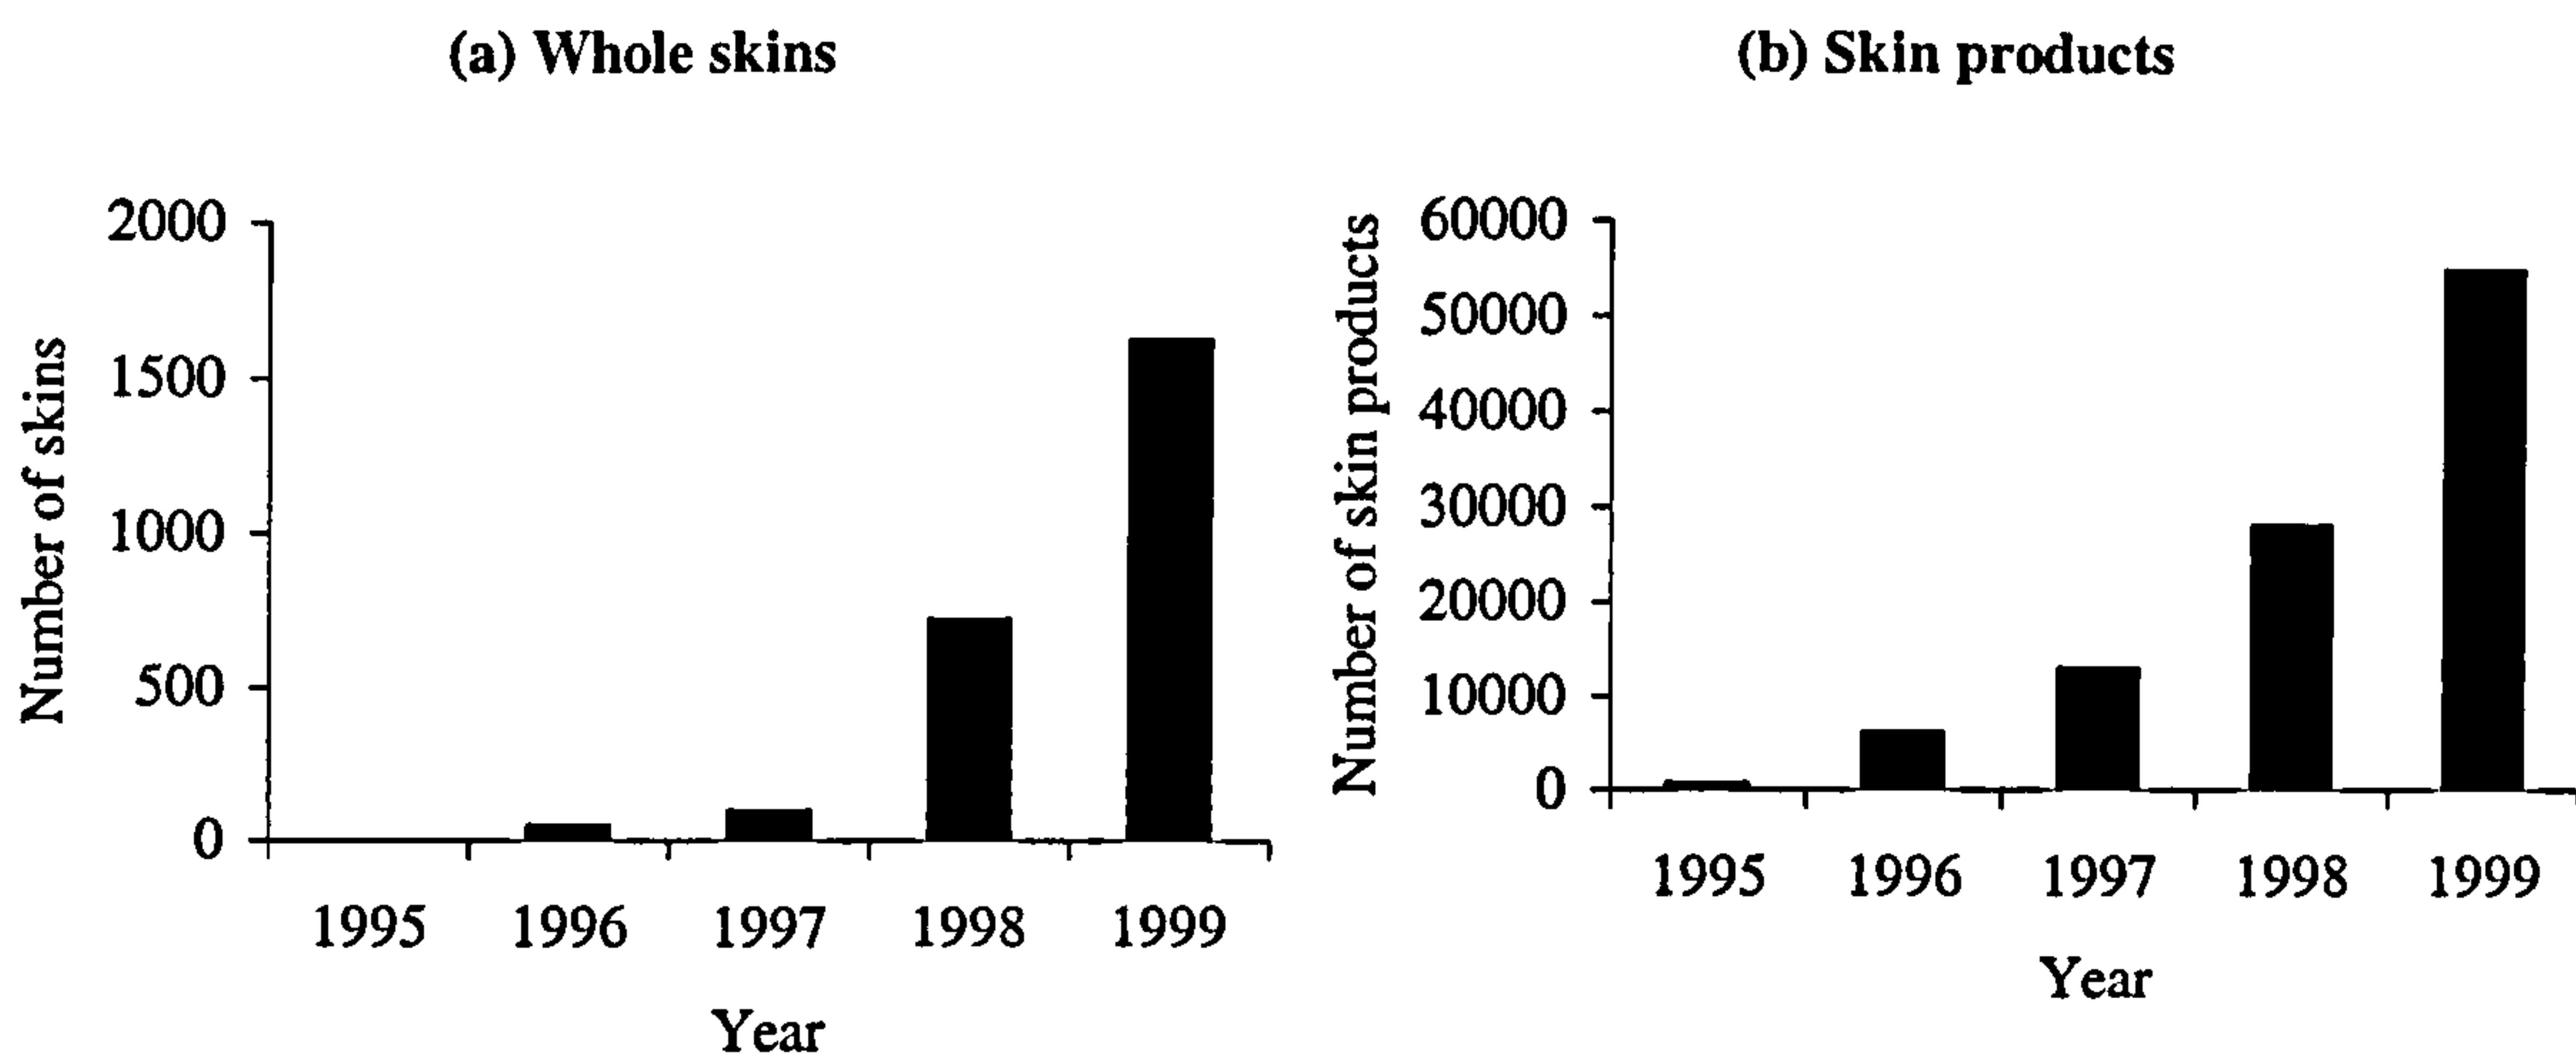 (a) Whole skins
Number of skins
2000
1500
1000
500
0
1995 1996 1997 1998 1999
Year
(b) Skin products
Number of skin products
60000
50000
40000
30000
20000
10000
0
1995 1996 1997 1998 1999
Year